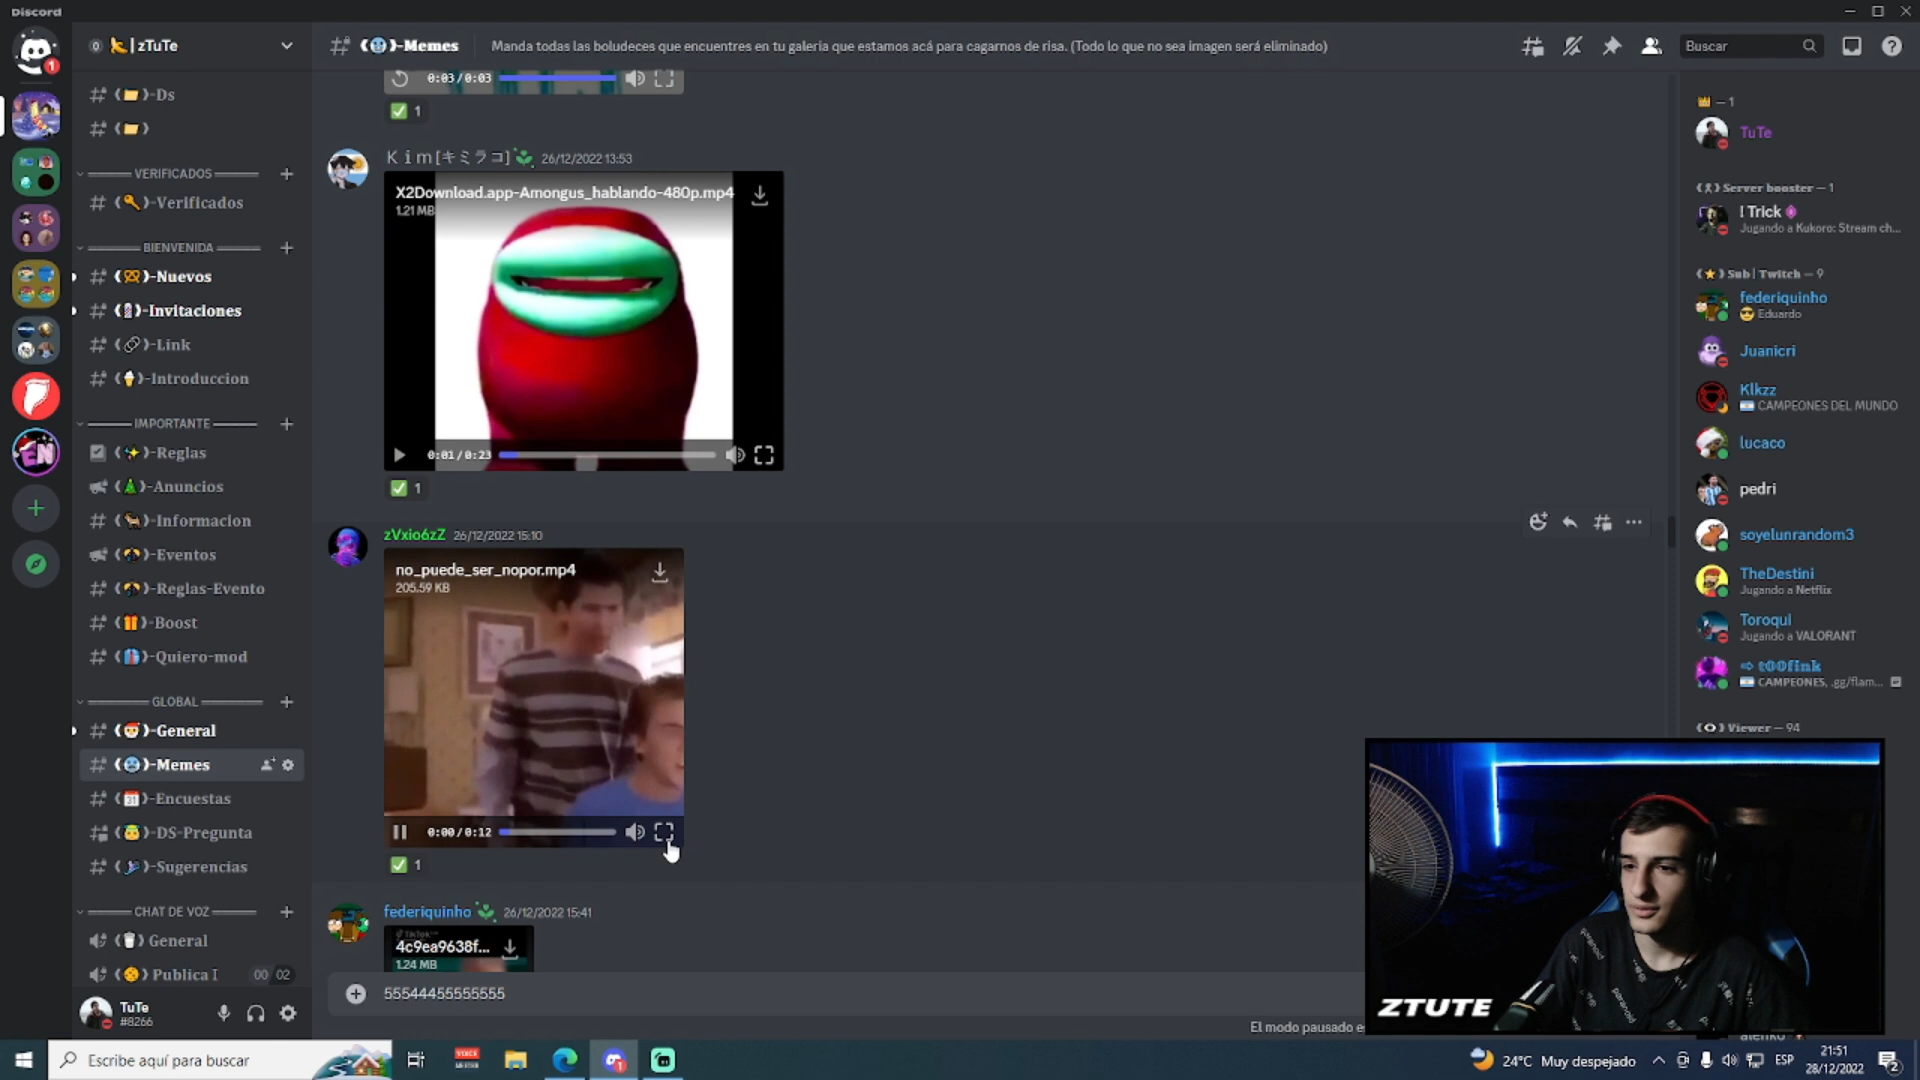 Discord
zTuTe
-Memes
Manda todas las boludeces que encuentres en tu galeria que estamos acá para cagarnos de risa. (Todo lo que no sea imagen será eliminado)
Buscar
-Ds
VERIFICADOS
-Verificados
BIENVENIDA
-Nuevos
-Invitaciones
-Link
-Introduccion
IMPORTANTE
-Reglas
-Anuncios
-Informacion
-Eventos
-Reglas-Evento
-Boost
-Quiero-mod
GLOBAL
-General
-Memes
-Encuestas
-DS-Pregunta
-Sugerencias
CHAT DE VOZ
General
Publica I
00 02
TuTe
#8266
0:03/0:03
1
Kim[キミラコ] 26/12/2022 13:53
X2Download.app-Amongus_hablando-480p.mp4
1.21 MB
0:01/0:23
1
zVxio6zZ 26/12/2022 15:10
no_puede_ser_nopor.mp4
205.59 KB
0:00/0:12
1
federiquinho 26/12/2022 15:41
TikTok
4c9ea9638f...
1.24 MB
55544455555555
El modo pausado e
— 1
TuTe
Server booster — 1
! Trick
Jugando a Kukoro: Stream ch...
Sub | Twitch — 9
federiquinho
Eduardo
Juanicri
Klkzz
CAMPEONES DEL MUNDO
lucaco
pedri
soyelunrandom3
TheDestini
Jugando a Netflix
Toroqui
Jugando a VALORANT
⇨ 𝕥𝟘𝟘𝕗𝕚𝕟𝕜
CAMPEONES, .gg/flam...
Viewer — 94
ZTUTE
Escribe aquí para buscar
24°C Muy despejado
ESP
21:51
28/12/2022
2